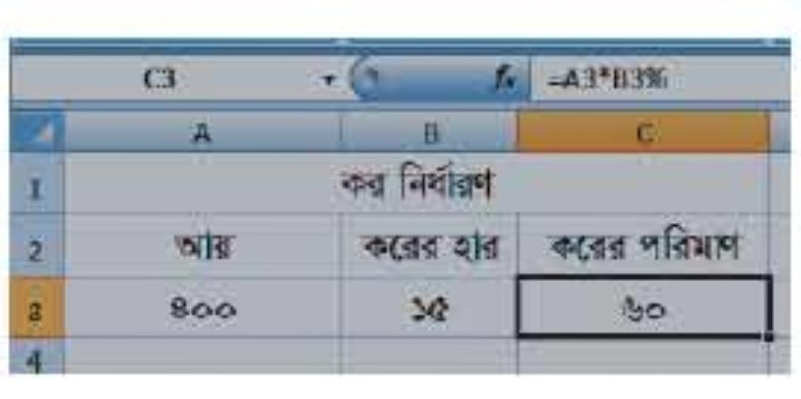 C3 fx =A3*B3%
A B C
1 কর নির্ধারণ
2 আয় করের হার করের পরিমাণ
3 ৪০০ ১৫ ৬০
4